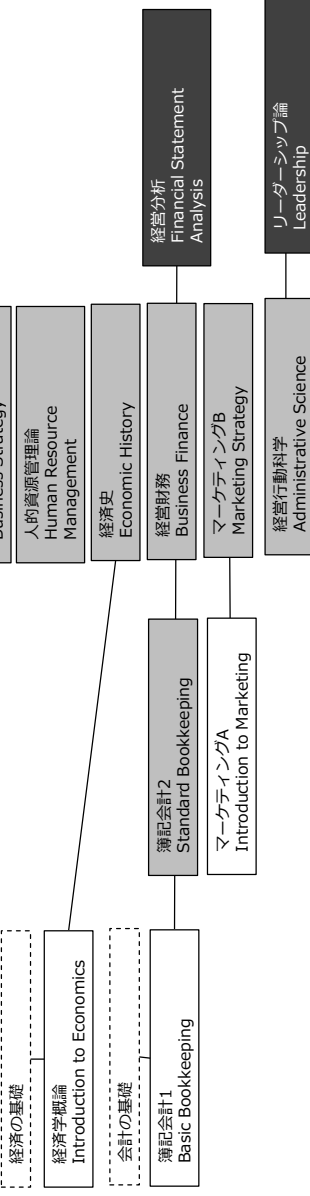 経済の基礎
経済学概論
Introduction to Economics
会計の基礎
簿記会計1
Basic Bookkeeping
簿記会計2
Standard Bookkeeping
マーケティングA
Introduction to Marketing
Business Strategy
人的資源管理論
Human Resource
Management
経済史
Economic History
経営財務
Business Finance
マーケティングB
Marketing Strategy
経営行動科学
Administrative Science
経営分析
Financial Statement
Analysis
リーダーシップ論
Leadership